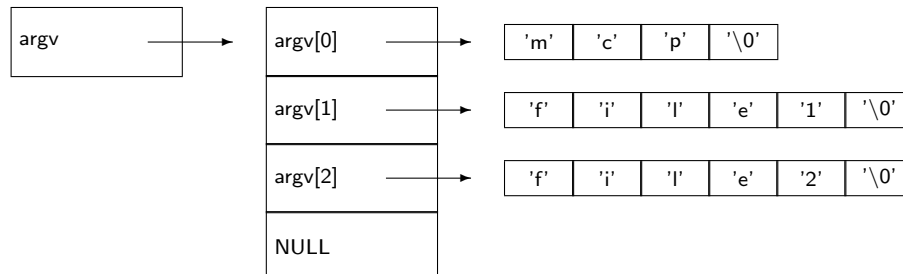 argv argv[0] 'm' 'c' 'p' '\0'
argv[1] 'f' 'i' 'l' 'e' '1' '\0'
argv[2] 'f' 'i' 'l' 'e' '2' '\0'
NULL